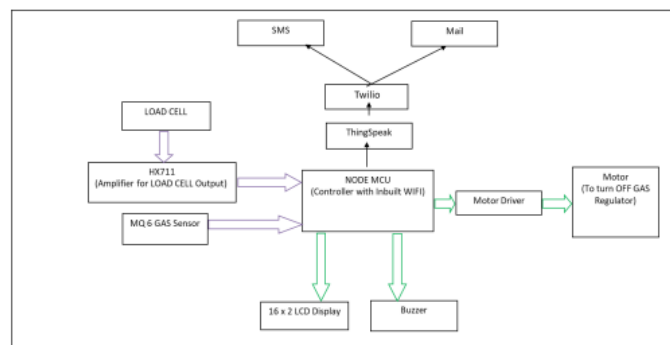 SMS
Mail
Twilio
LOAD CELL
ThingSpeak
HX711
(Amplifier for LOAD CELL Output)
NODE MCU
(Controller with Inbuilt WIFI)
Motor Driver
Motor
(To turn OFF GAS
Regulator)
MQ 6 GAS Sensor
16 x 2 LCD Display
Buzzer